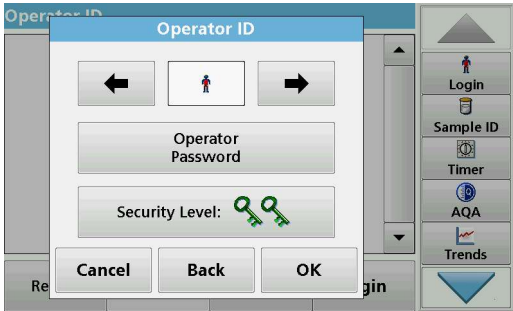 Operator ID
Operator ID
Login
Sample ID
Timer
AQA
Trends
Operator
Password
Security Level:
Cancel
Back
OK
Re
gin